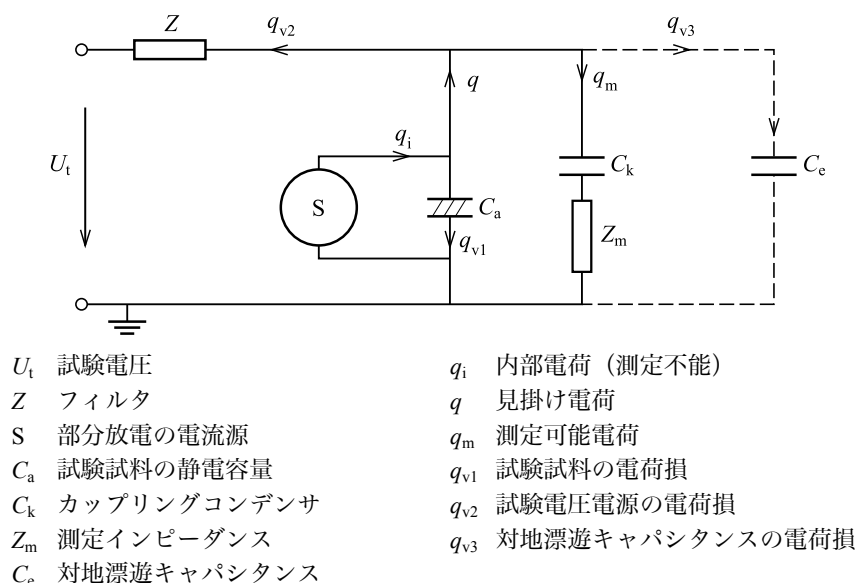 Z
q_v2
q_v3
q
q_m
U_t
q_i
S
C_a
C_k
C_e
q_v1
Z_m
U_t 試験電圧
Z フィルタ
S 部分放電の電流源
C_a 試験試料の静電容量
C_k カップリングコンデンサ
Z_m 測定インピーダンス
C_e 対地漂遊キャパシタンス
q_i 内部電荷（測定不能）
q 見掛け電荷
q_m 測定可能電荷
q_v1 試験試料の電荷損
q_v2 試験電圧電源の電荷損
q_v3 対地漂遊キャパシタンスの電荷損